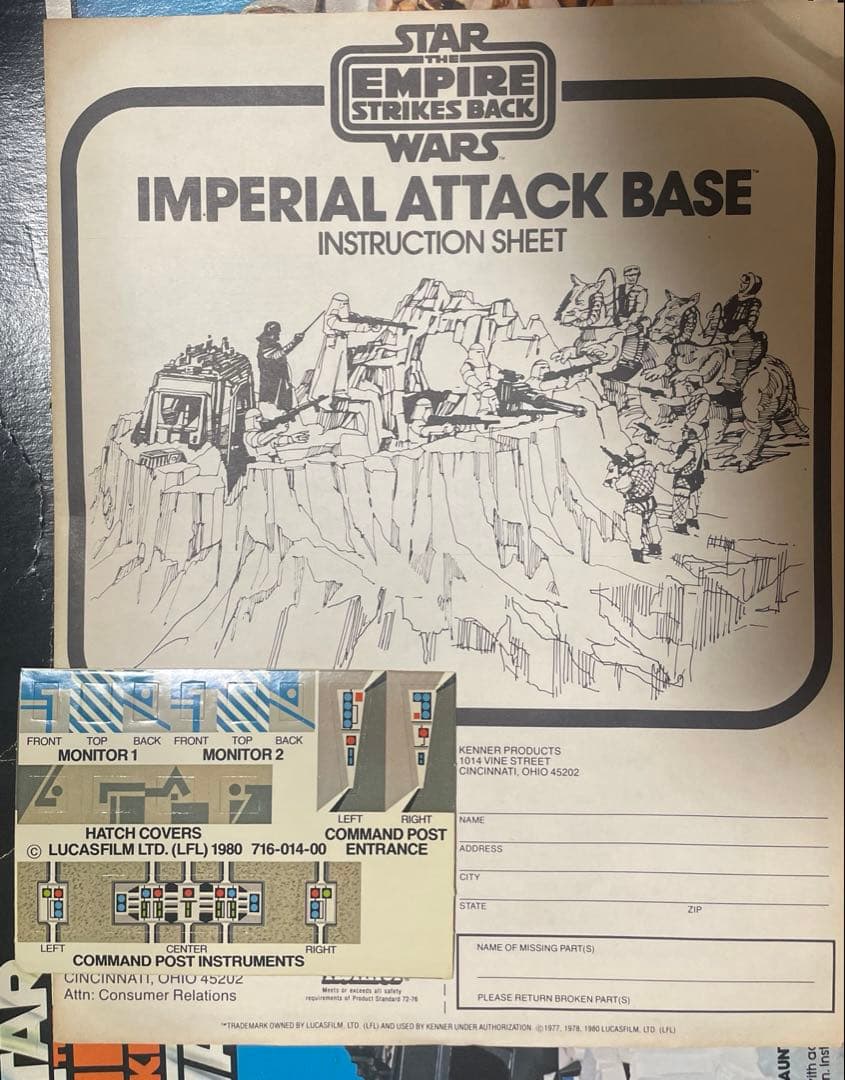 STAR
THE
EMPIRE
STRIKES BACK
WARS™
IMPERIAL ATTACK BASE™
INSTRUCTION SHEET
FRONT TOP BACK FRONT TOP BACK
MONITOR 1 MONITOR 2
LEFT RIGHT
HATCH COVERS
COMMAND POST
ENTRANCE
© LUCASFILM LTD. (LFL) 1980 716-014-00
LEFT CENTER RIGHT
COMMAND POST INSTRUMENTS
CINCINNATI, OHIO 45202
Attn: Consumer Relations
Meets or exceeds all safety
requirements of Product Standard 72-76
KENNER PRODUCTS
1014 VINE STREET
CINCINNATI, OHIO 45202
NAME
ADDRESS
CITY
STATE ZIP
NAME OF MISSING PART(S)
PLEASE RETURN BROKEN PART(S)
™TRADEMARK OWNED BY LUCASFILM, LTD. (LFL) AND USED BY KENNER UNDER AUTHORIZATION. ©1977, 1978, 1980 LUCASFILM, LTD. (LFL)